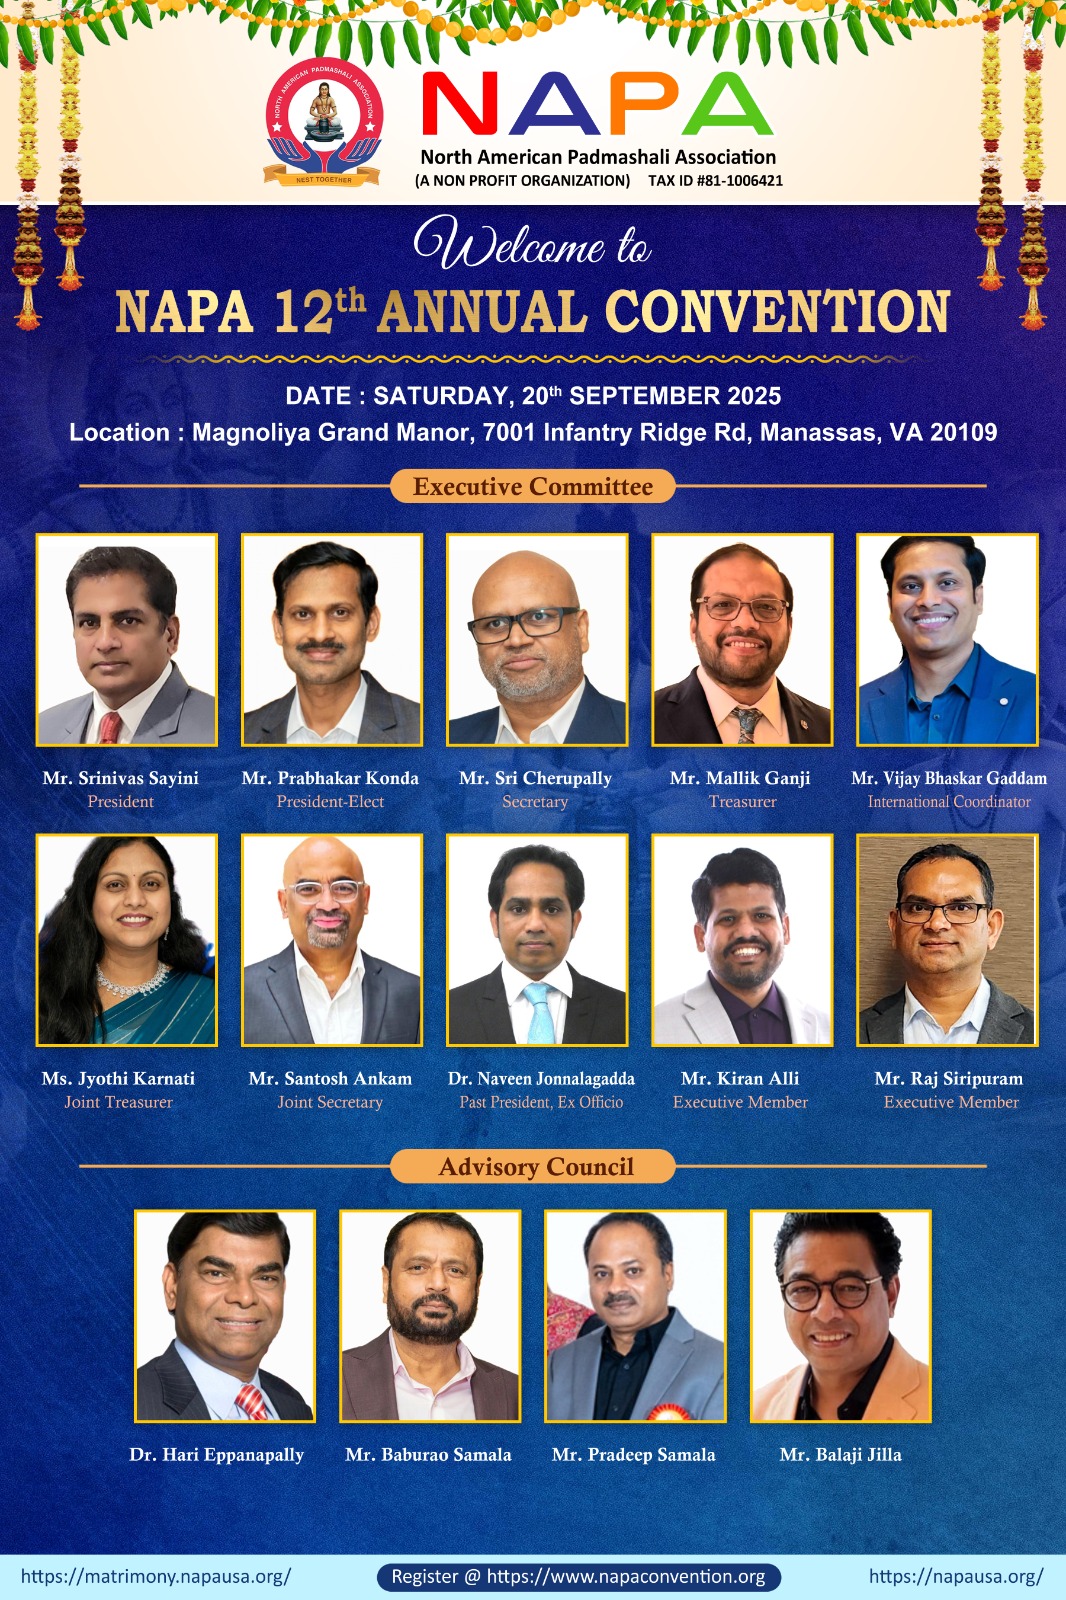 NORTH AMERICAN PADMASHALI ASSOCIATION
NEST TOGETHER
NAPA
North American Padmashali Association
(A NON PROFIT ORGANIZATION) TAX ID #81-1006421
Welcome to
NAPA 12th ANNUAL CONVENTION
DATE : SATURDAY, 20th SEPTEMBER 2025
Location : Magnoliya Grand Manor, 7001 Infantry Ridge Rd, Manassas, VA 20109
Executive Committee
Mr. Srinivas Sayini
President
Mr. Prabhakar Konda
President-Elect
Mr. Sri Cherupally
Secretary
Mr. Mallik Ganji
Treasurer
Mr. Vijay Bhaskar Gaddam
International Coordinator
Ms. Jyothi Karnati
Joint Treasurer
Mr. Santosh Ankam
Joint Secretary
Dr. Naveen Jonnalagadda
Past President, Ex Officio
Mr. Kiran Alli
Executive Member
Mr. Raj Siripuram
Executive Member
Advisory Council
Dr. Hari Eppanapally
Mr. Baburao Samala
Mr. Pradeep Samala
Mr. Balaji Jilla
https://matrimony.napausa.org/
Register @ https://www.napaconvention.org
https://napausa.org/